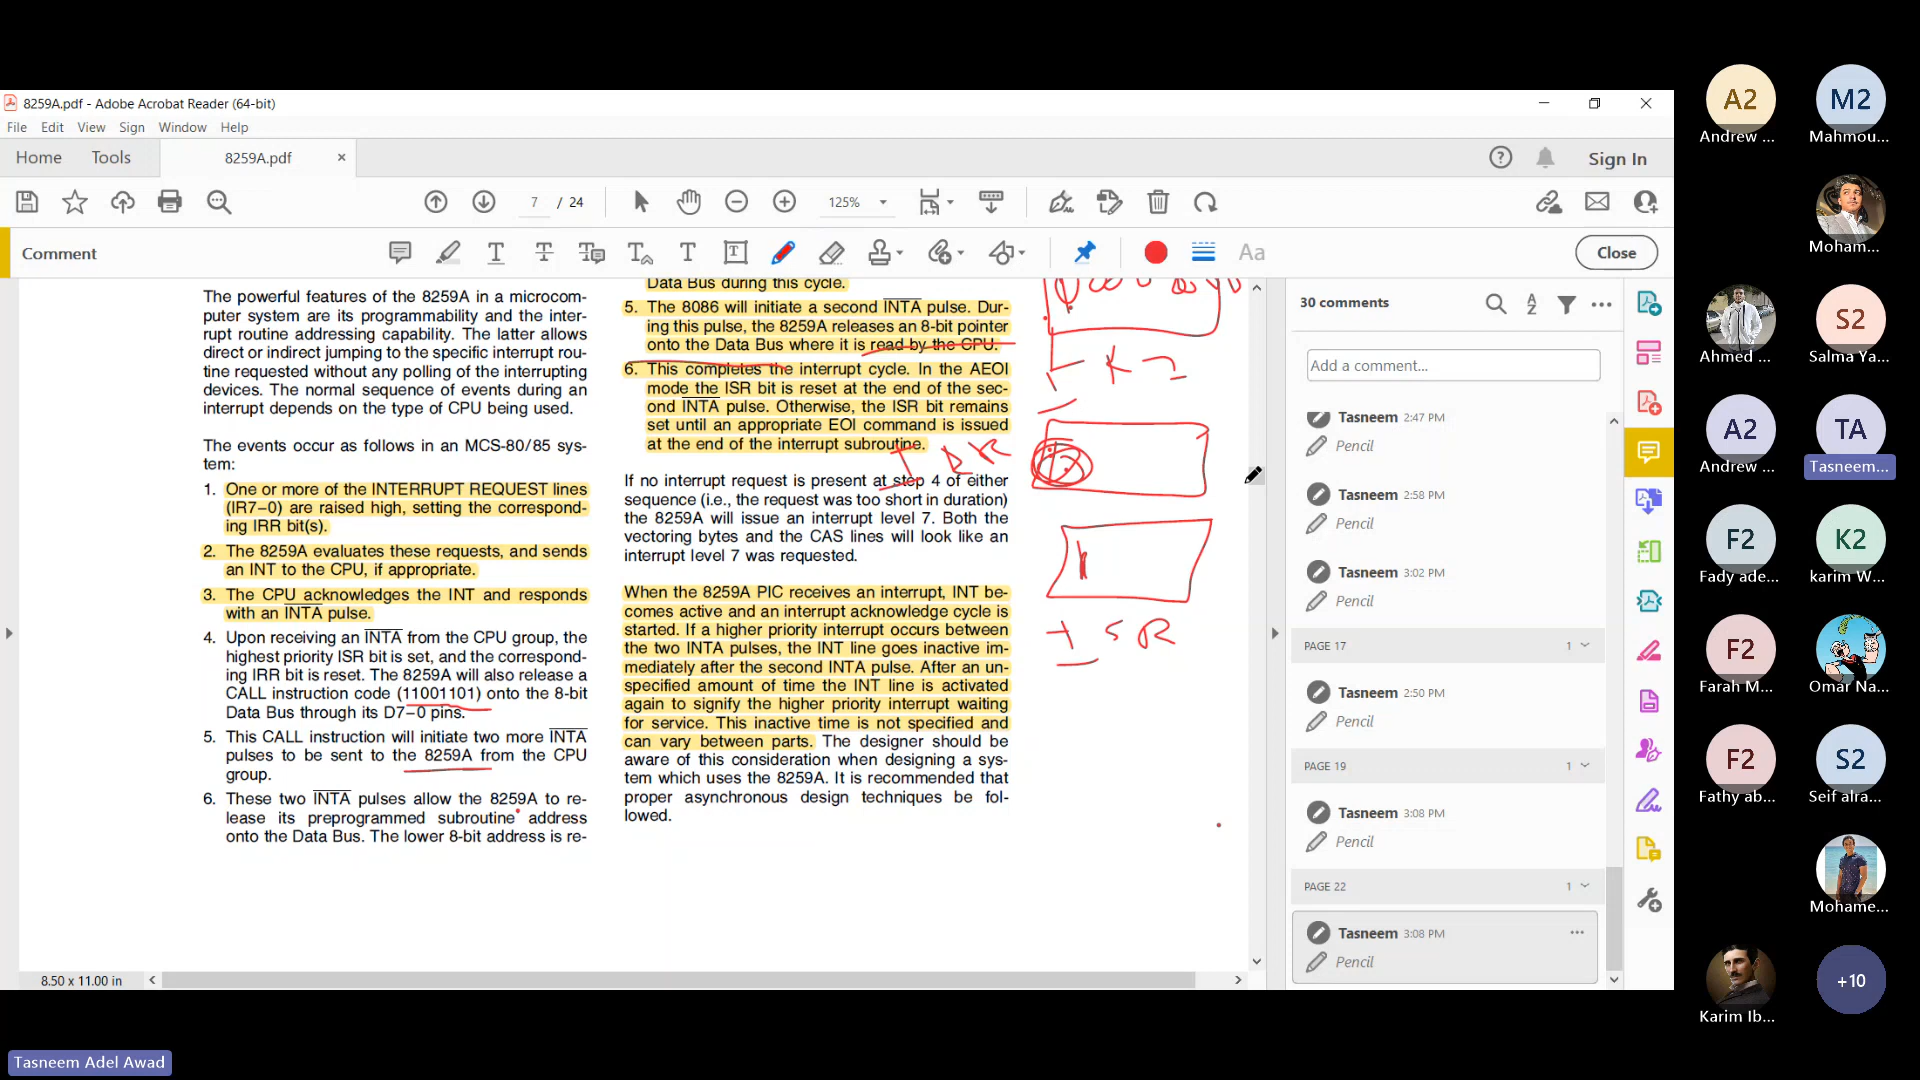 8259A.pdf - Adobe Acrobat Reader (64-bit)
File Edit View Sign Window Help
Home Tools 8259A.pdf × Sign In
7 / 24 125%
Comment Aa Close
The powerful features of the 8259A in a microcom-
puter system are its programmability and the inter-
rupt routine addressing capability. The latter allows
direct or indirect jumping to the specific interrupt rou-
tine requested without any polling of the interrupting
devices. The normal sequence of events during an
interrupt depends on the type of CPU being used.
The events occur as follows in an MCS-80/85 sys-
tem:
1. One or more of the INTERRUPT REQUEST lines
(IR7–0) are raised high, setting the correspond-
ing IRR bit(s).
2. The 8259A evaluates these requests, and sends
an INT to the CPU, if appropriate.
3. The CPU acknowledges the INT and responds
with an INTA pulse.
4. Upon receiving an INTA from the CPU group, the
highest priority ISR bit is set, and the correspond-
ing IRR bit is reset. The 8259A will also release a
CALL instruction code (11001101) onto the 8-bit
Data Bus through its D7–0 pins.
5. This CALL instruction will initiate two more INTA
pulses to be sent to the 8259A from the CPU
group.
6. These two INTA pulses allow the 8259A to re-
lease its preprogrammed subroutine address
onto the Data Bus. The lower 8-bit address is re-
Data Bus during this cycle.
5. The 8086 will initiate a second INTA pulse. Dur-
ing this pulse, the 8259A releases an 8-bit pointer
onto the Data Bus where it is read by the CPU.
6. This completes the interrupt cycle. In the AEOI
mode the ISR bit is reset at the end of the sec-
ond INTA pulse. Otherwise, the ISR bit remains
set until an appropriate EOI command is issued
at the end of the interrupt subroutine.
If no interrupt request is present at step 4 of either
sequence (i.e., the request was too short in duration)
the 8259A will issue an interrupt level 7. Both the
vectoring bytes and the CAS lines will look like an
interrupt level 7 was requested.
When the 8259A PIC receives an interrupt, INT be-
comes active and an interrupt acknowledge cycle is
started. If a higher priority interrupt occurs between
the two INTA pulses, the INT line goes inactive im-
mediately after the second INTA pulse. After an un-
specified amount of time the INT line is activated
again to signify the higher priority interrupt waiting
for service. This inactive time is not specified and
can vary between parts. The designer should be
aware of this consideration when designing a sys-
tem which uses the 8259A. It is recommended that
proper asynchronous design techniques be fol-
lowed.
ISR
8.50 x 11.00 in
30 comments
Add a comment...
Tasneem 2:47 PM
Pencil
Tasneem 2:58 PM
Pencil
Tasneem 3:02 PM
Pencil
PAGE 17 1
Tasneem 2:50 PM
Pencil
PAGE 19 1
Tasneem 3:08 PM
Pencil
PAGE 22 1
Tasneem 3:08 PM
Pencil
A2 M2
Andrew ... Mahmou...
Moham...
S2
Ahmed ... Salma Ya...
A2 TA
Andrew ... Tasneem...
F2 K2
Fady ade... karim W...
F2
Farah M... Omar Na...
F2 S2
Fathy ab... Seif alra...
Mohame...
+10
Karim Ib...
Tasneem Adel Awad